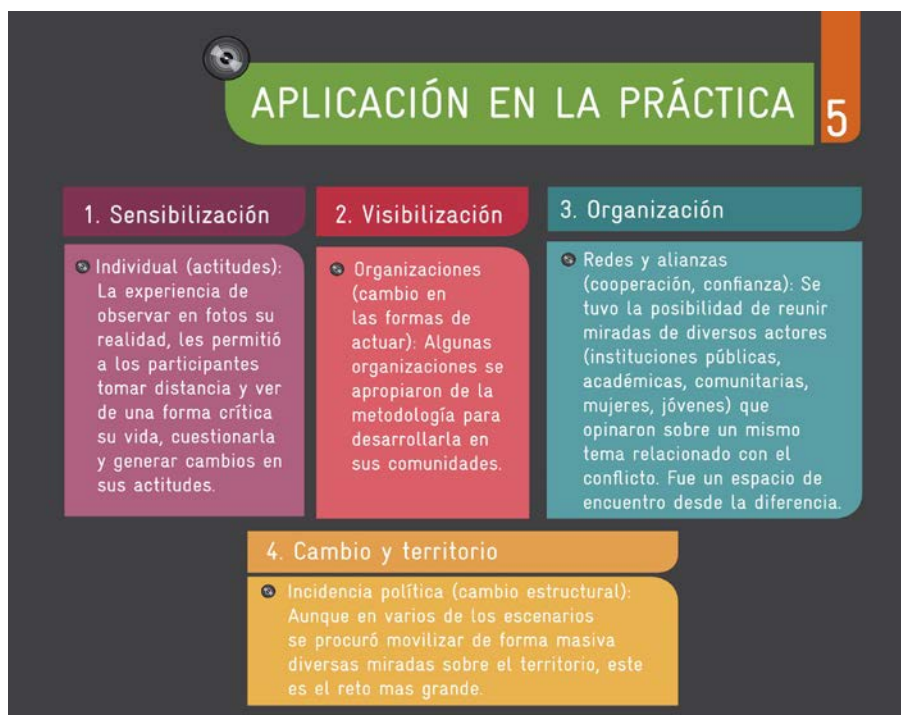 APLICACIÓN EN LA PRÁCTICA
5
1. Sensibilización
Individual (actitudes):
La experiencia de
observar en fotos su
realidad, les permitió
a los participantes
tomar distancia y ver
de una forma crítica
su vida, cuestionarla
y generar cambios en
sus actitudes.
2. Visibilización
Organizaciones
(cambio en
las formas de
actuar): Algunas
organizaciones se
apropiaron de la
metodología para
desarrollarla en
sus comunidades.
3. Organización
Redes y alianzas
(cooperación, confianza): Se
tuvo la posibilidad de reunir
miradas de diversos actores
(instituciones públicas,
académicas, comunitarias,
mujeres, jóvenes) que
opinaron sobre un mismo
tema relacionado con el
conflicto. Fue un espacio de
encuentro desde la diferencia.
4. Cambio y territorio
Incidencia política (cambio estructural):
Aunque en varios de los escenarios
se procuró movilizar de forma masiva
diversas miradas sobre el territorio, este
es el reto mas grande.